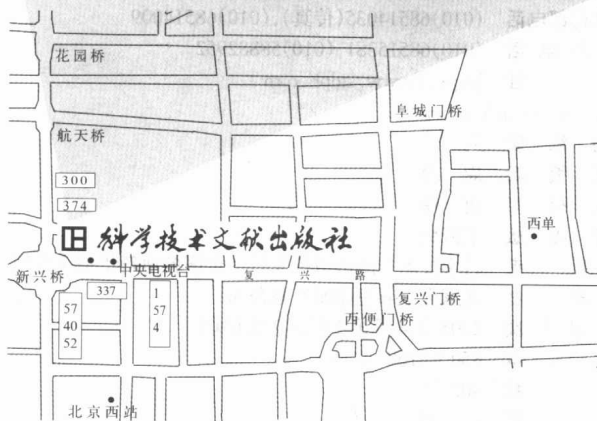 花园桥
阜城门桥
航天桥
300
374
西单
科学技术文献出版社
中央电视台
新兴桥
复兴路
337
57
40
52
1
57
4
复兴门桥
西便门桥
北京西站